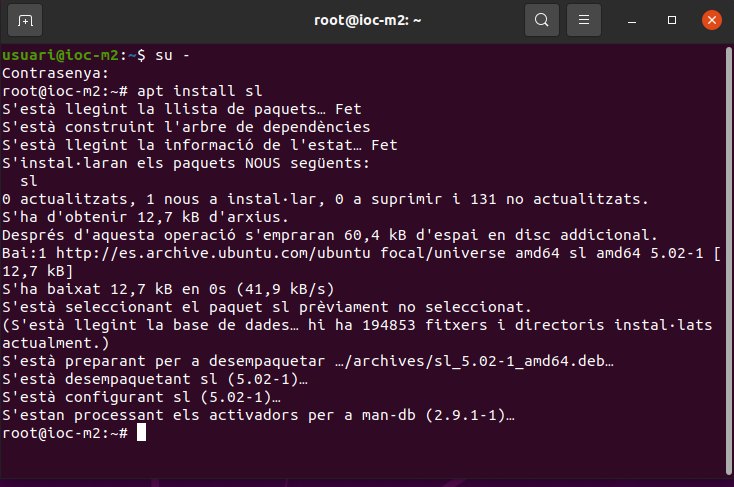 root@ioc-m2: ~
usuari@ioc-m2:~$ su -
Contrasenya:
root@ioc-m2:~# apt install sl
S'està llegint la llista de paquets… Fet
S'està construint l'arbre de dependències
S'està llegint la informació de l'estat… Fet
S'instal·laran els paquets NOUS següents:
  sl
0 actualitzats, 1 nous a instal·lar, 0 a suprimir i 131 no actualitzats.
S'ha d'obtenir 12,7 kB d'arxius.
Després d'aquesta operació s'empraran 60,4 kB d'espai en disc addicional.
Bai:1 http://es.archive.ubuntu.com/ubuntu focal/universe amd64 sl amd64 5.02-1 [
12,7 kB]
S'ha baixat 12,7 kB en 0s (41,9 kB/s)
S'està seleccionant el paquet sl prèviament no seleccionat.
(S'està llegint la base de dades… hi ha 194853 fitxers i directoris instal·lats
actualment.)
S'està preparant per a desempaquetar …/archives/sl_5.02-1_amd64.deb…
S'està desempaquetant sl (5.02-1)…
S'està configurant sl (5.02-1)…
S'estan processant els activadors per a man-db (2.9.1-1)…
root@ioc-m2:~#